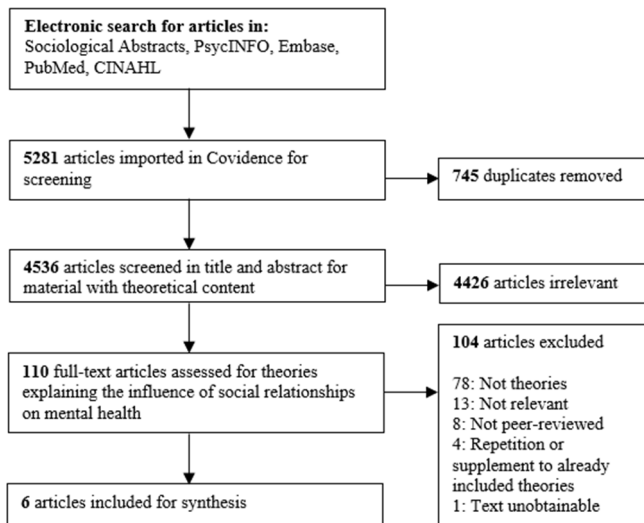 Electronic search for articles in:
Sociological Abstracts, PsycINFO, Embase,
PubMed, CINAHL
5281 articles imported in Covidence for
screening
745 duplicates removed
4536 articles screened in title and abstract for
material with theoretical content
4426 articles irrelevant
110 full-text articles assessed for theories
explaining the influence of social relationships
on mental health
104 articles excluded
78: Not theories
13: Not relevant
8: Not peer-reviewed
4: Repetition or
supplement to already
included theories
1: Text unobtainable
6 articles included for synthesis